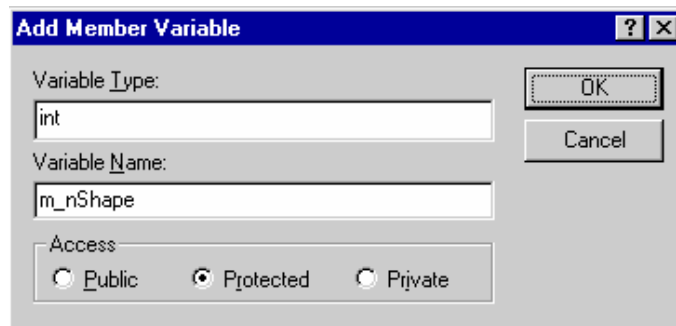 Add Member Variable
Variable Type:
int
OK
Cancel
Variable Name:
m_nShape
Access
Public Protected Private